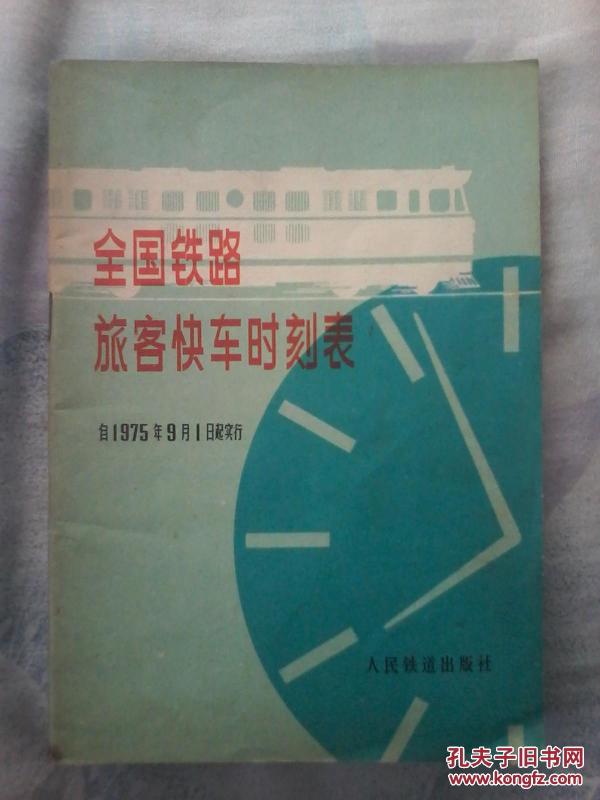 全国铁路
旅客快车时刻表
自1975年9月1日起实行
人民铁道出版社
孔夫子旧书网
www.kongfz.com